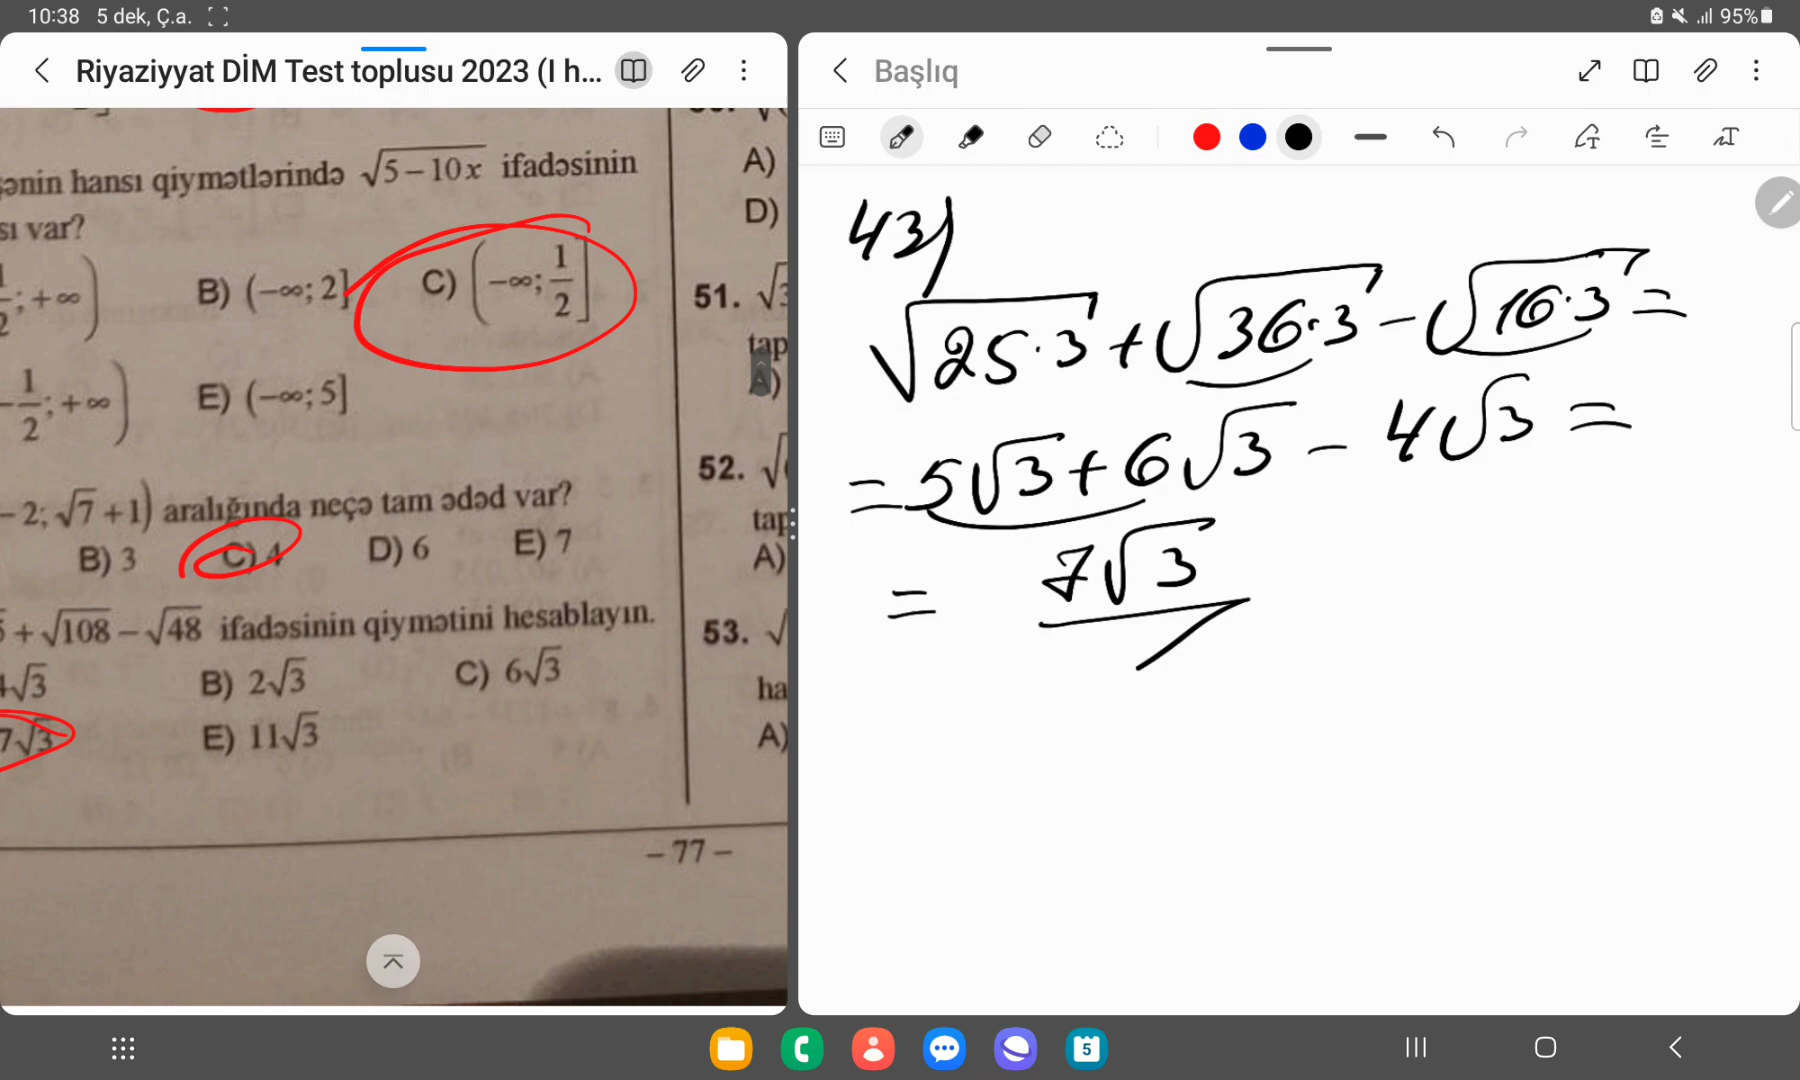 10:38 5 dek, Ç.a. 95%
Riyaziyyat DİM Test toplusu 2023 (I h...
hansı qiymətlərində √5 − 10x ifadəsinin
var?
; +∞) B) (−∞; 2] C) (−∞; 1/2]
−1/2; +∞) E) (−∞; 5]
− 2; √7 + 1) aralığında neçə tam ədəd var?
B) 3 C) 4 D) 6 E) 7
+ √108 − √48 ifadəsinin qiymətini hesablayın.
√3 B) 2√3 C) 6√3
7√3 E) 11√3
− 77 −
A)
D)
51. √3
tap
A)
52. √
tap
A)
53. √
ha
A)
Başlıq
43)
√25·3 + √36·3 − √16·3 =
= 5√3 + 6√3 − 4√3 =
= 7√3
5